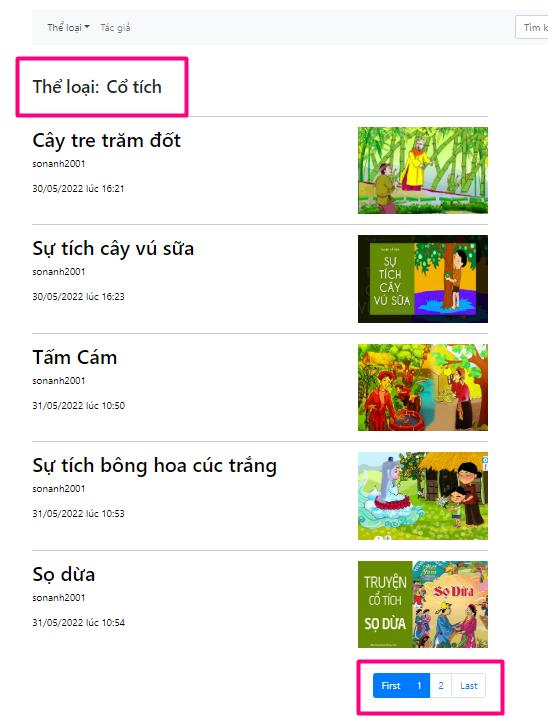 Thể loại Tác giả
Thể loại: Cổ tích
Cây tre trăm đốt
sonanh2001
30/05/2022 lúc 16:21
Sự tích cây vú sữa
sonanh2001
30/05/2022 lúc 16:23
SỰ
TÍCH
CÂY
VÚ SỮA
Tấm Cám
sonanh2001
31/05/2022 lúc 10:50
Sự tích bông hoa cúc trắng
sonanh2001
31/05/2022 lúc 10:53
Sọ dừa
sonanh2001
31/05/2022 lúc 10:54
TRUYỆN
CỔ TÍCH
SỌ DỪA
Việt Nam
Sọ Dừa
First 1 2 Last